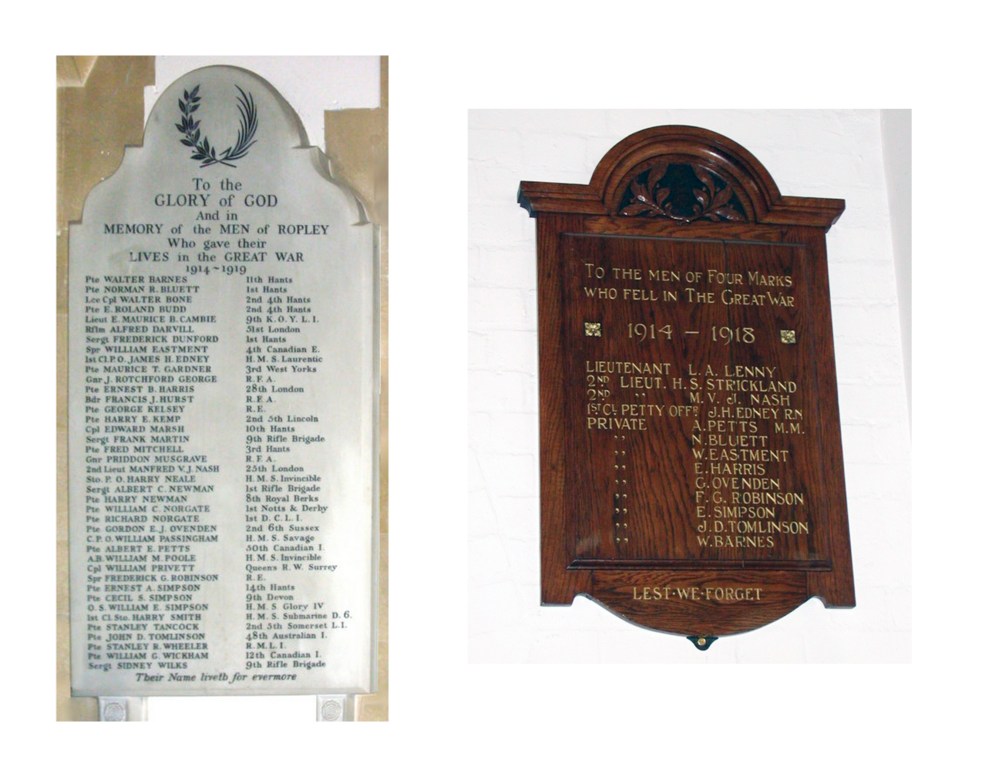 To the
GLORY of GOD
And in
MEMORY of the MEN of ROPLEY
Who gave their
LIVES in the GREAT WAR
1914~1919
Pte WALTER BARNES 11th Hants
Pte NORMAN R. BLUETT 1st Hants
Lce Cpl WALTER BONE 2nd 4th Hants
Pte E. ROLAND BUDD 2nd 4th Hants
Lieut E. MAURICE B. CAMBIE 9th K.O.Y.L.I.
Rflm ALFRED DARVILL 31st London
Sergt FREDERICK DUNFORD 1st Hants
Spr WILLIAM EASTMENT 4th Canadian E.
1st Cl.P.O. JAMES H. EDNEY H.M.S. Laurentic
Pte MAURICE T. GARDNER 3rd West Yorks
Gnr J. ROTCHFORD GEORGE R.F.A.
Pte ERNEST B. HARRIS 28th London
Bdr FRANCIS J. HURST R.F.A.
Pte GEORGE KELSEY R.E.
Pte HARRY E. KEMP 2nd 5th Lincoln
Cpl EDWARD MARSH 10th Hants
Sergt FRANK MARTIN 9th Rifle Brigade
Pte FRED MITCHELL 3rd Hants
Gnr PRIDDON MUSGRAVE R.F.A.
2nd Lieut MANFRED V.J. NASH 25th London
Sto. P.O. HARRY NEALE H.M.S. Invincible
Sergt ALBERT C. NEWMAN 1st Rifle Brigade
Pte HARRY NEWMAN 8th Royal Berks
Pte WILLIAM C. NORGATE 1st Notts & Derby
Pte RICHARD NORGATE 1st D.C.L.I.
Pte GORDON E.J. OVENDEN 2nd 6th Sussex
C.P.O. WILLIAM PASSINGHAM H.M.S. Savage
Pte ALBERT E. PETTS 50th Canadian I.
A.B. WILLIAM M. POOLE H.M.S. Invincible
Cpl WILLIAM PRIVETT Queens R.W. Surrey
Spr FREDERICK G. ROBINSON R.E.
Pte ERNEST A. SIMPSON 14th Hants
Pte CECIL S. SIMPSON 9th Devon
O.S. WILLIAM E. SIMPSON H.M.S. Glory IV
1st Cl.Sto. HARRY SMITH H.M.S. Submarine D. 6.
Pte STANLEY TANCOCK 2nd 5th Somerset L.I.
Pte JOHN D. TOMLINSON 48th Australian I.
Pte STANLEY R. WHEELER R.M.L.I.
Pte WILLIAM G. WICKHAM 12th Canadian I.
Sergt SIDNEY WILKS 9th Rifle Brigade
Their Name liveth for evermore
TO THE MEN OF FOUR MARKS
WHO FELL IN THE GREAT WAR
1914 – 1918
LIEUTENANT L. A. LENNY
2ND LIEUT. H. S. STRICKLAND
2ND " M. V. J. NASH
1ST CL PETTY OFFR J. H. EDNEY R.N
PRIVATE A. PETTS M.M.
" N. BLUETT
" W. EASTMENT
" E. HARRIS
" G. OVENDEN
" F. G. ROBINSON
" E. SIMPSON
" J. D. TOMLINSON
" W. BARNES
LEST·WE·FORGET